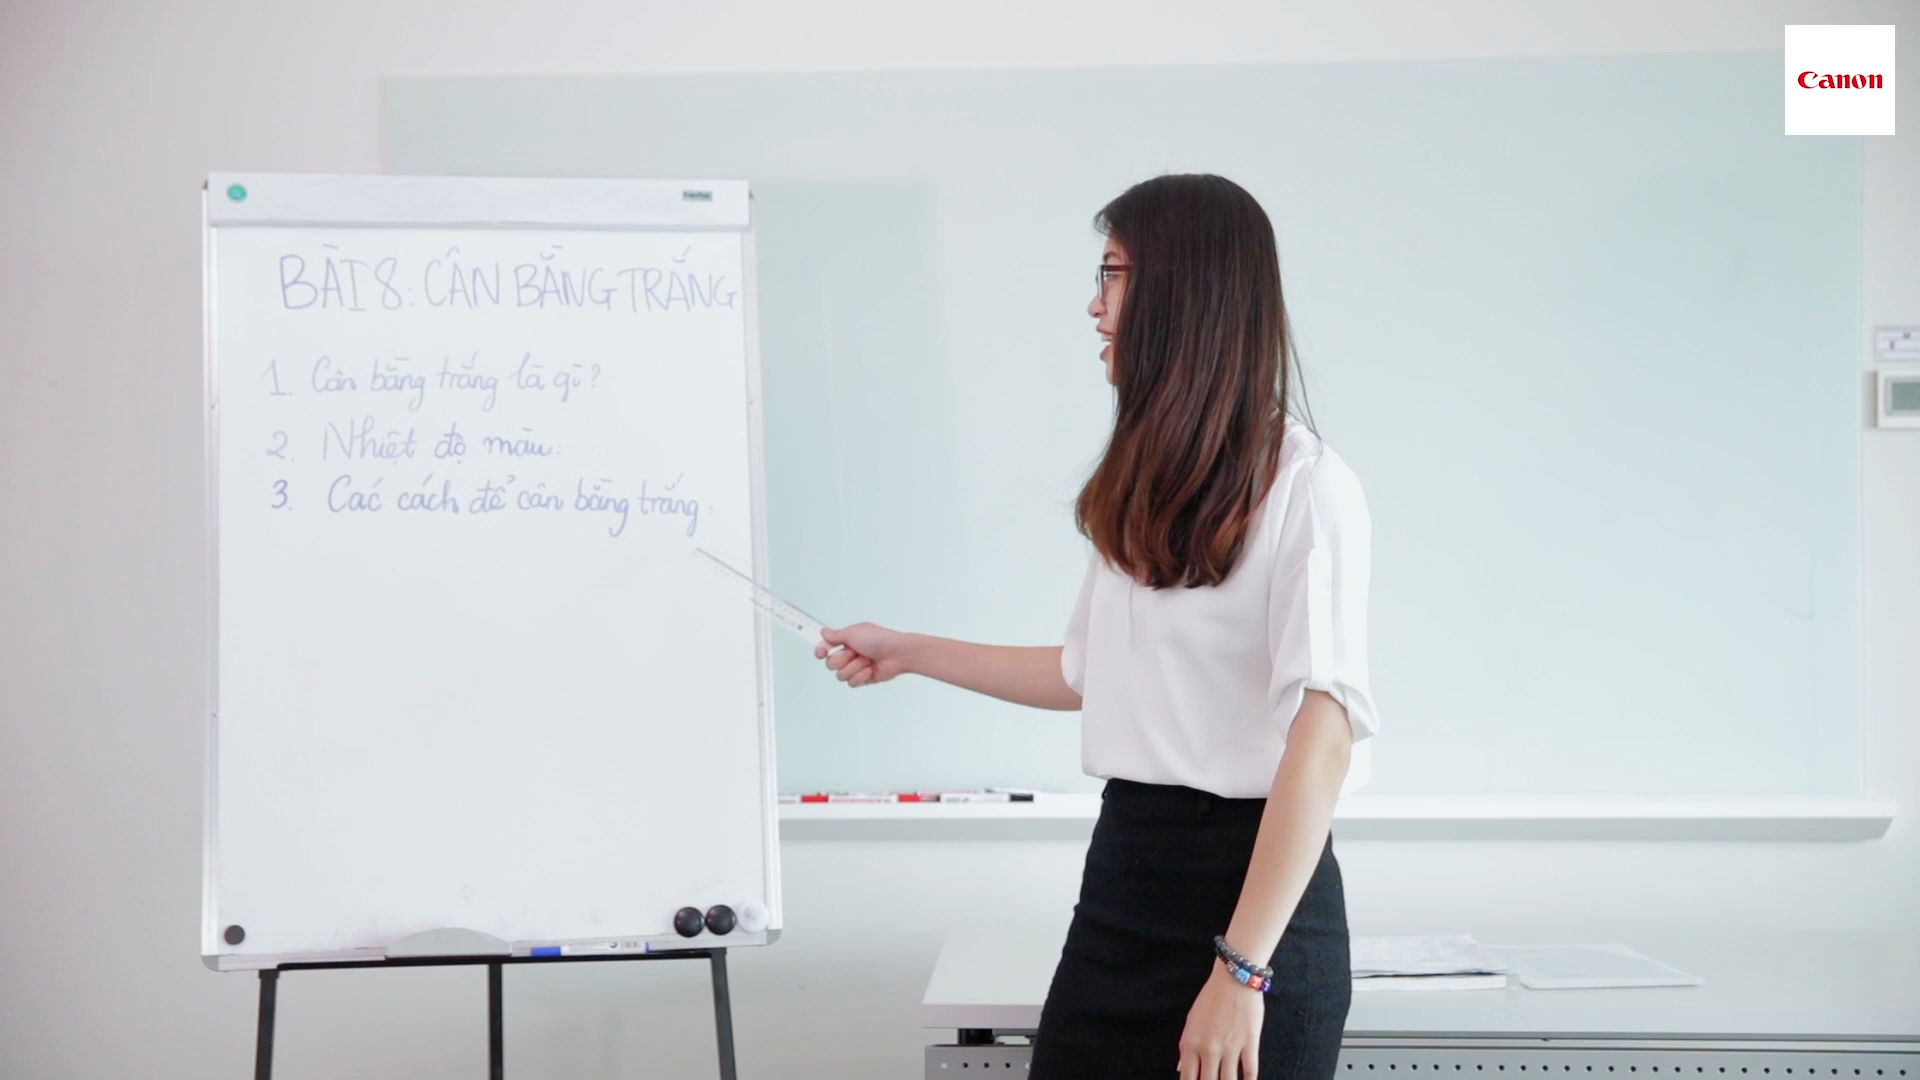 Canon
BÀI 8: CÂN BẰNG TRẮNG
1. Cân bằng trắng là gì?
2. Nhiệt độ màu:
3. Các cách để cân bằng trắng: